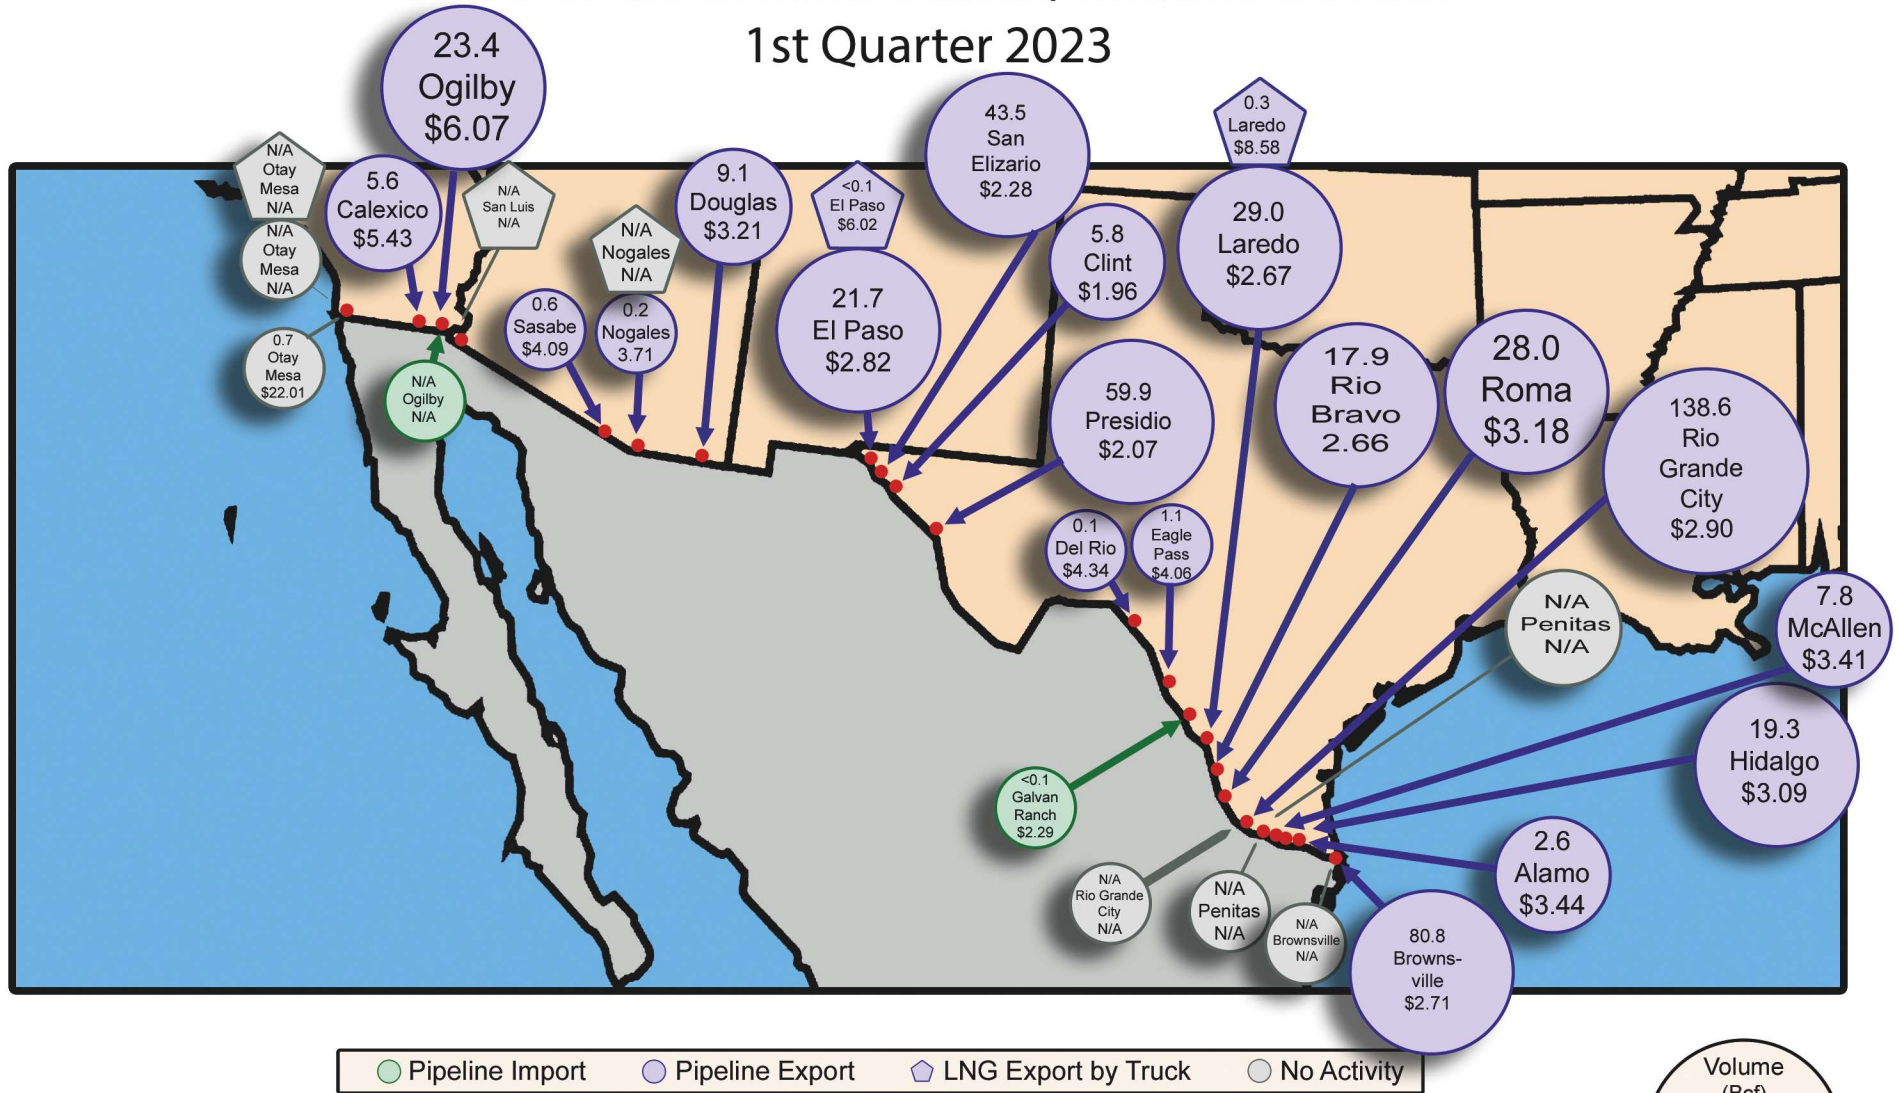 1st Quarter 2023
23.4
Ogilby
$6.07
N/A
Otay
Mesa
N/A
N/A
Otay
Mesa
N/A
0.7
Otay
Mesa
$22.01
5.6
Calexico
$5.43
N/A
San Luis
N/A
N/A
Ogilby
N/A
0.6
Sasabe
$4.09
N/A
Nogales
N/A
0.2
Nogales
3.71
9.1
Douglas
$3.21
<0.1
El Paso
$6.02
21.7
El Paso
$2.82
43.5
San
Elizario
$2.28
5.8
Clint
$1.96
59.9
Presidio
$2.07
0.1
Del Rio
$4.34
1.1
Eagle
Pass
$4.06
0.3
Laredo
$8.58
29.0
Laredo
$2.67
17.9
Rio
Bravo
2.66
28.0
Roma
$3.18
138.6
Rio
Grande
City
$2.90
N/A
Penitas
N/A
7.8
McAllen
$3.41
19.3
Hidalgo
$3.09
2.6
Alamo
$3.44
80.8
Browns-
ville
$2.71
<0.1
Galvan
Ranch
$2.29
N/A
Rio Grande
City
N/A
N/A
Penitas
N/A
N/A
Brownsville
N/A
Pipeline Import
Pipeline Export
LNG Export by Truck
No Activity
Volume
(Bcf)